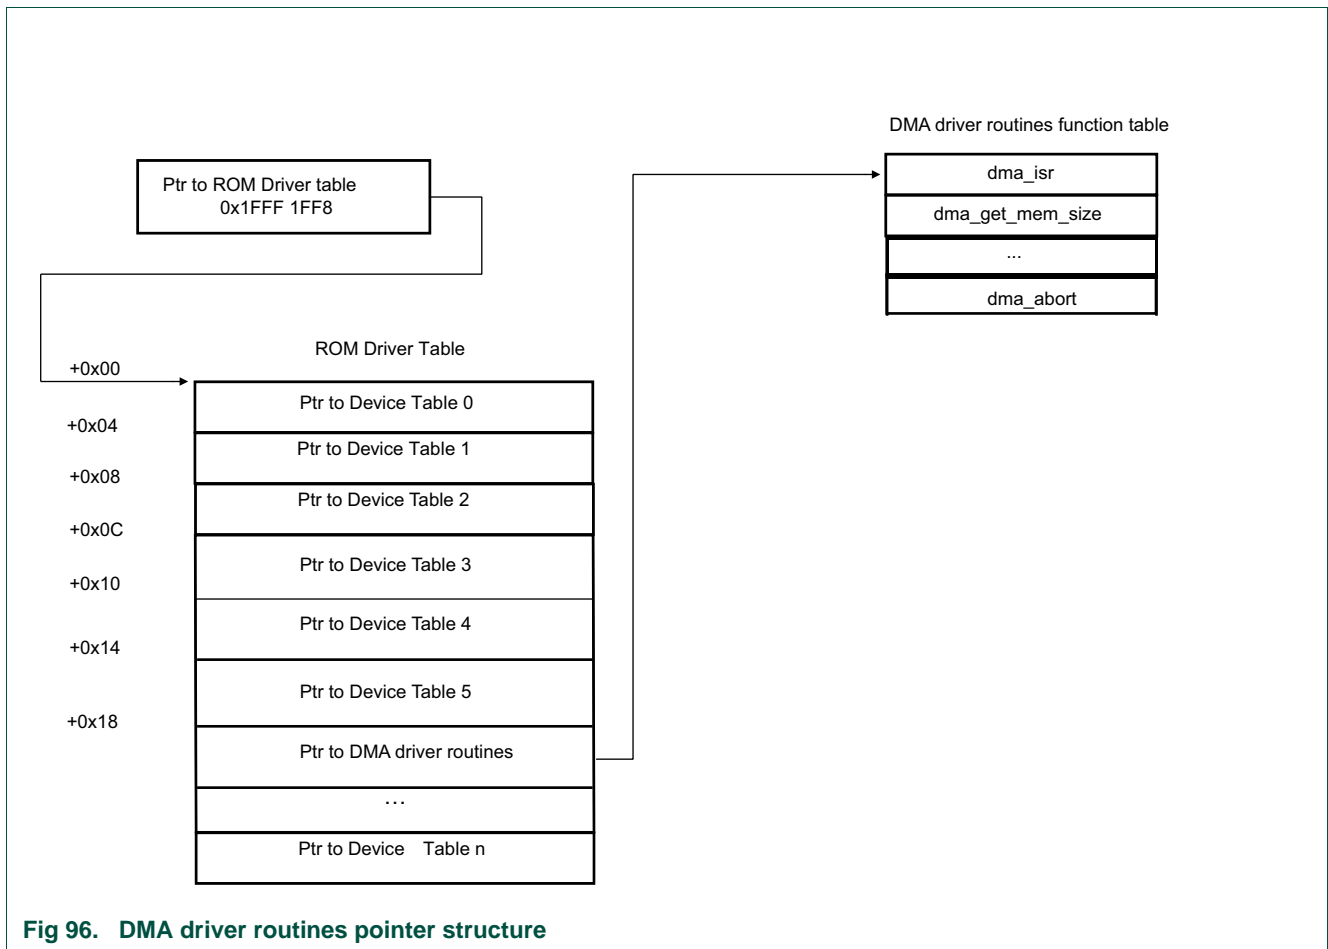 DMA driver routines function table
dma_isr
dma_get_mem_size
...
dma_abort
Ptr to ROM Driver table
0x1FFF 1FF8
ROM Driver Table
+0x00
Ptr to Device Table 0
+0x04
Ptr to Device Table 1
+0x08
Ptr to Device Table 2
+0x0C
Ptr to Device Table 3
+0x10
Ptr to Device Table 4
+0x14
Ptr to Device Table 5
+0x18
Ptr to DMA driver routines
...
Ptr to Device Table n
Fig 96. DMA driver routines pointer structure